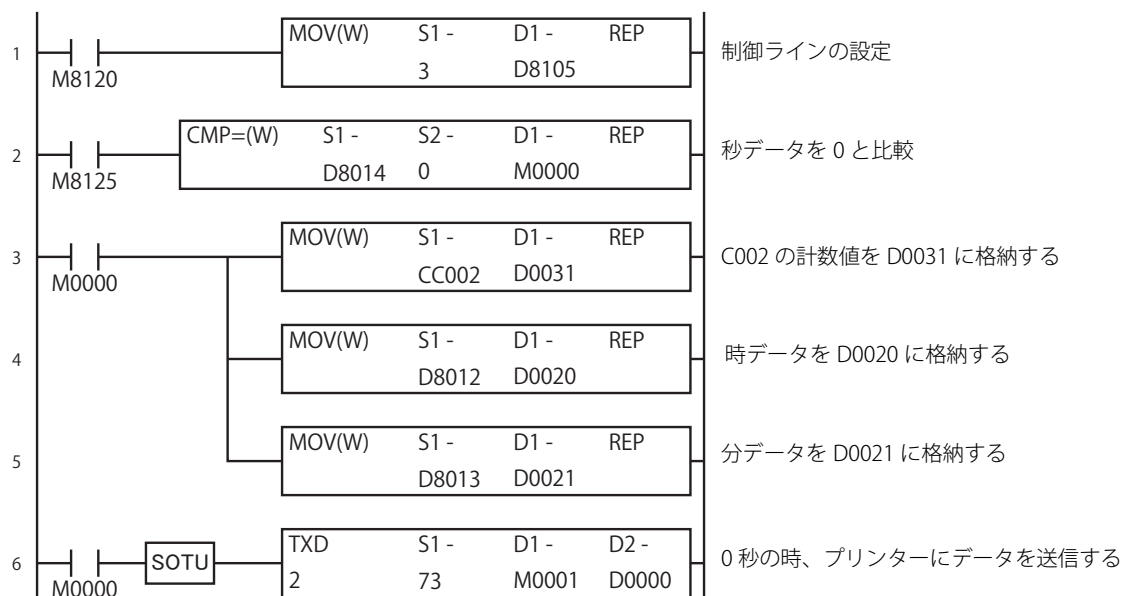 1
M8120
MOV(W) S1 - D1 - REP
3 D8105
制御ラインの設定
2
M8125
CMP=(W) S1 - S2 - D1 - REP
D8014 0 M0000
秒データを 0 と比較
3
M0000
MOV(W) S1 - D1 - REP
CC002 D0031
C002 の計数値を D0031 に格納する
4
MOV(W) S1 - D1 - REP
D8012 D0020
時データを D0020 に格納する
5
MOV(W) S1 - D1 - REP
D8013 D0021
分データを D0021 に格納する
6
M0000
SOTU
TXD S1 - D1 - D2 -
2 73 M0001 D0000
0 秒の時、プリンターにデータを送信する